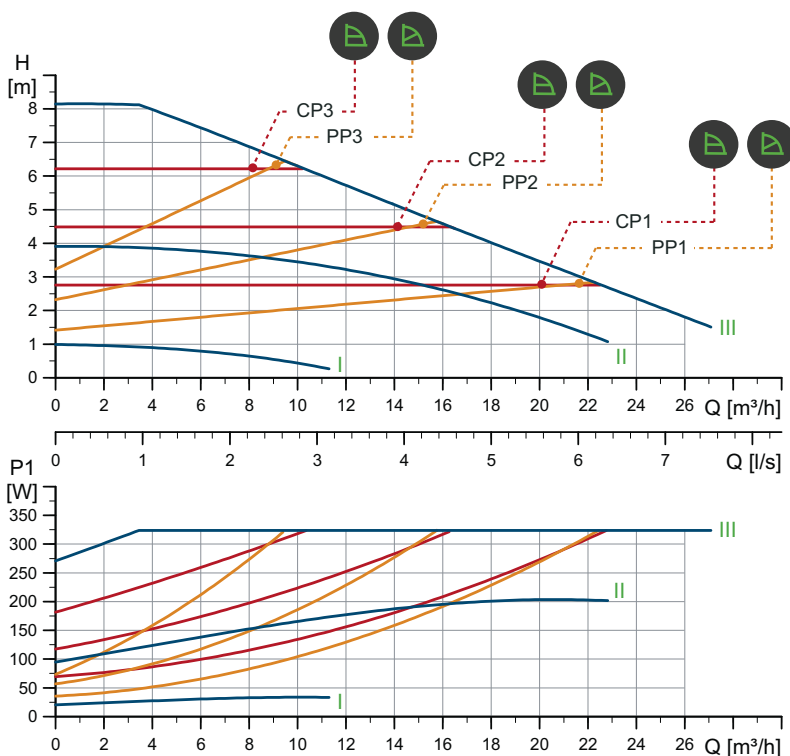 H
[m]
8
7
6
5
4
3
2
1
0
CP3
PP3
CP2
PP2
CP1
PP1
III
II
I
0 2 4 6 8 10 12 14 16 18 20 22 24 26 Q [m³/h]
0 1 2 3 4 5 6 7 Q [l/s]
P1
[W]
350
300
250
200
150
100
50
0
III
II
I
0 2 4 6 8 10 12 14 16 18 20 22 24 26 Q [m³/h]